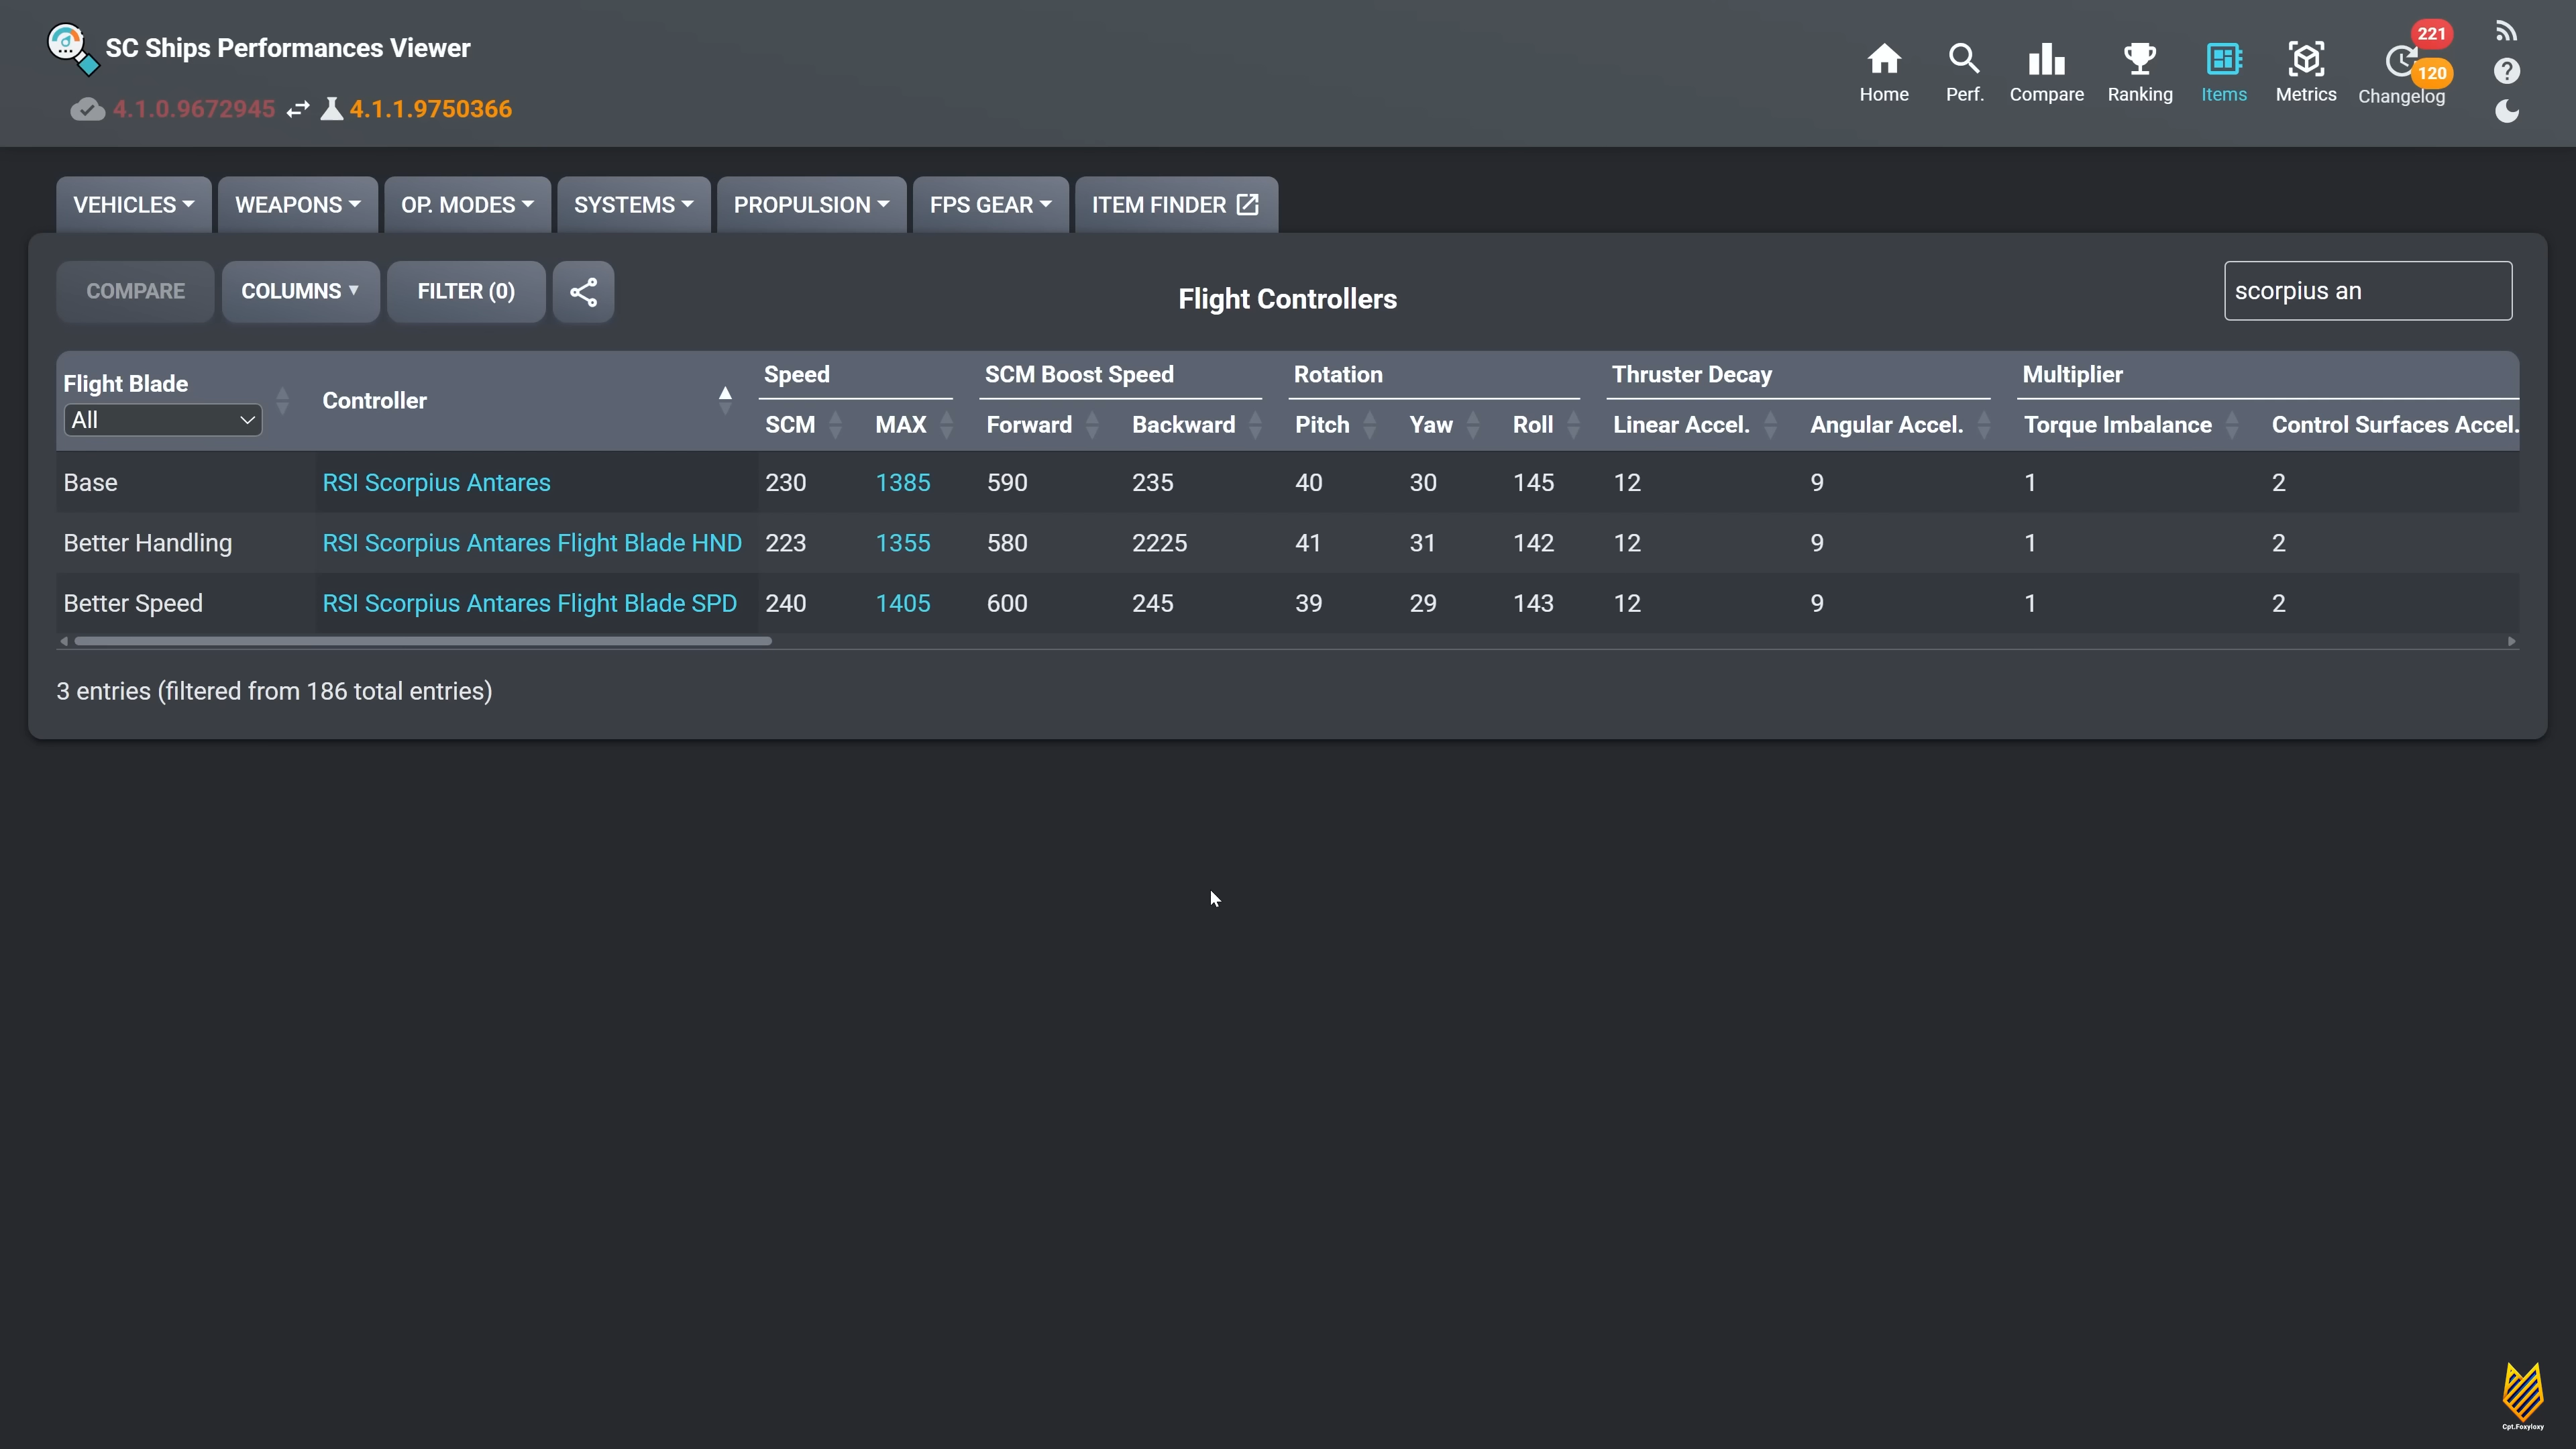 SC Ships Performances Viewer
4.1.0.9672945 4.1.1.9750366
Home Perf. Compare Ranking Items Metrics Changelog
221
120
VEHICLES WEAPONS OP. MODES SYSTEMS PROPULSION FPS GEAR ITEM FINDER
COMPARE COLUMNS FILTER (0)
Flight Controllers
scorpius an
Flight Blade Controller Speed SCM Boost Speed Rotation Thruster Decay Multiplier
All SCM MAX Forward Backward Pitch Yaw Roll Linear Accel. Angular Accel. Torque Imbalance Control Surfaces Accel.
Base RSI Scorpius Antares 230 1385 590 235 40 30 145 12 9 1 2
Better Handling RSI Scorpius Antares Flight Blade HND 223 1355 580 2225 41 31 142 12 9 1 2
Better Speed RSI Scorpius Antares Flight Blade SPD 240 1405 600 245 39 29 143 12 9 1 2
3 entries (filtered from 186 total entries)
Cpt.Foxyloxy